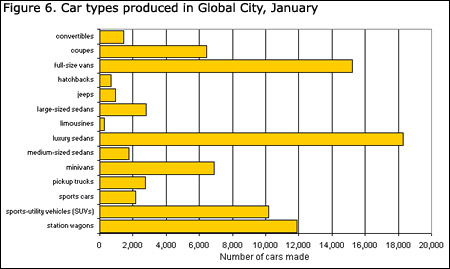 Figure 6. Car types produced in Global City, January
convertibles
coupes
full-size vans
hatchbacks
jeeps
large-sized sedans
limousines
luxury sedans
medium-sized sedans
minivans
pickup trucks
sports cars
sports-utility vehicles (SUVs)
station wagons
0 2,000 4,000 6,000 8,000 10,000 12,000 14,000 16,000 18,000 20,000
Number of cars made